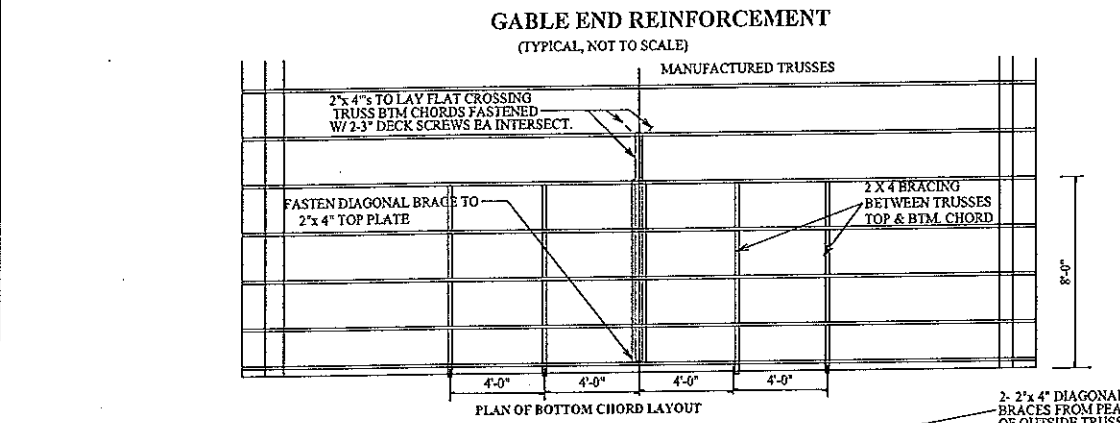 GABLE END REINFORCEMENT
(TYPICAL, NOT TO SCALE)
MANUFACTURED TRUSSES
2"x 4"'s TO LAY FLAT CROSSING
TRUSS BTM CHORDS FASTENED
W/ 2-3" DECK SCREWS EA INTERSECT.
FASTEN DIAGONAL BRACE TO
2"x 4" TOP PLATE
2 X 4 BRACING
BETWEEN TRUSSES
TOP & BTM. CHORD
8'-0"
4'-0" 4'-0" 4'-0" 4'-0"
PLAN OF BOTTOM CHORD LAYOUT
2- 2"x 4" DIAGONAL
BRACES FROM PEA
OF OUTSIDE TRUSS